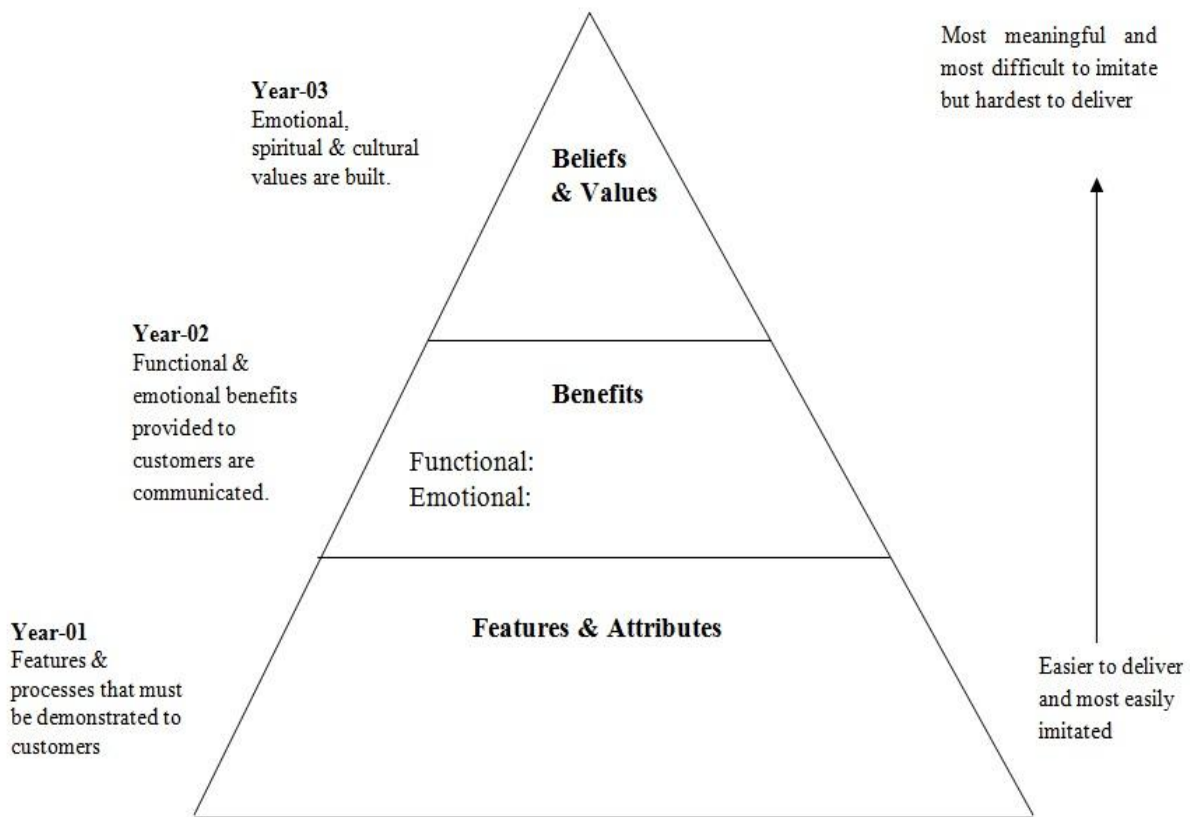 Most meaningful and
most difficult to imitate
but hardest to deliver
Year-03
Emotional,
spiritual & cultural
values are built.
Beliefs
& Values
Year-02
Functional &
emotional benefits
provided to
customers are
communicated.
Benefits
Functional:
Emotional:
Year-01
Features &
processes that must
be demonstrated to
customers
Features & Attributes
Easier to deliver
and most easily
imitated